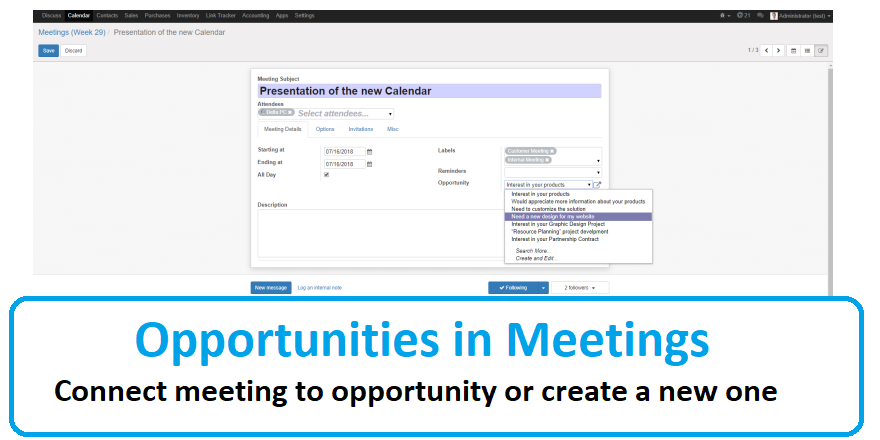 Discuss Calendar Contacts Sales Purchases Inventory Link Tracker Accounting Apps Settings 71 Administrator (test)
Meetings (Week 29) / Presentation of the new Calendar
Save Discard 1 / 3
Meeting Subject
Presentation of the new Calendar
Attendees
Delta PC Select attendees...
Meeting Details Options Invitations Misc
Starting at 07/16/2018 Labels Customer Meeting
Internal Meeting
Ending at 07/16/2018
All Day Reminders
Opportunity Interest in your products
Interest in your products
Would appreciate more information about your products
Need to customize the solution
Need a new design for my website
Interest in your Graphic Design Project
"Resource Planning" project develpment
Interest in your Partnership Contract
Search More...
Create and Edit...
Description
New message Log an internal note Following 2 followers
Opportunities in Meetings
Connect meeting to opportunity or create a new one